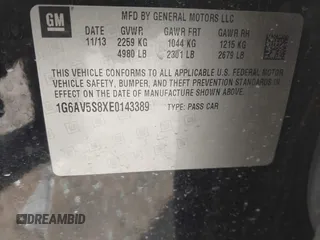 GM
MFD BY GENERAL MOTORS LLC
DATE GVWR GAWR FRT GAWR RR
11/13 2259 KG 1044 KG 1215 KG
4980 LB 2301 LB 2679 LB
THIS VEHICLE CONFORMS TO ALL APPLICABLE U.S. FEDERAL MOTOR
VEHICLE SAFETY, BUMPER, AND THEFT PREVENTION STANDARDS
IN EFFECT ON THE DATE OF MANUFACTURE SHOWN ABOVE.
1G6AV5S8XE0143389 TYPE: PASS CAR
DREAMBID